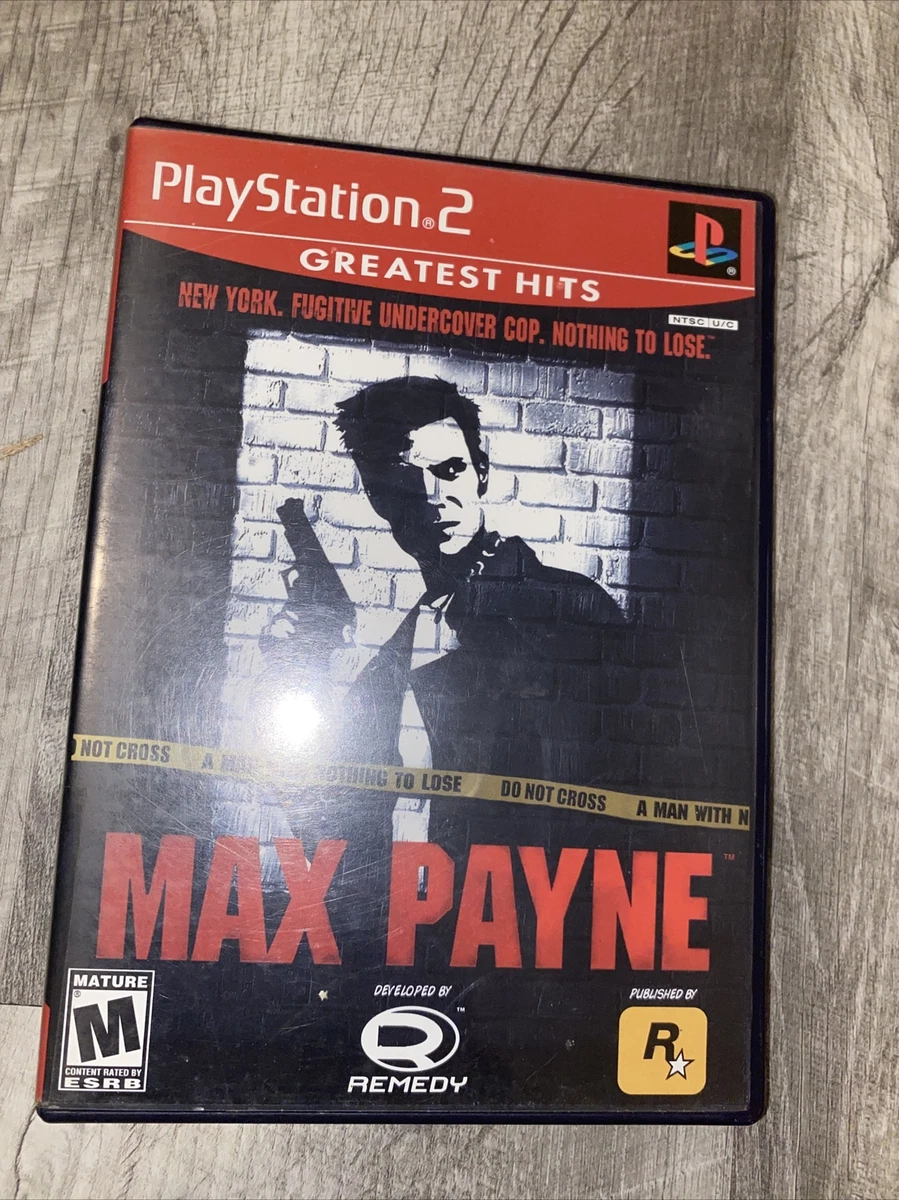 PlayStation®2
GREATEST HITS
NTSC U/C
NEW YORK. FUGITIVE UNDERCOVER COP. NOTHING TO LOSE.™
NOT CROSS A MAN NOTHING TO LOSE DO NOT CROSS A MAN WITH N
MAX PAYNE™
MATURE
M
CONTENT RATED BY
ESRB
DEVELOPED BY
R™
REMEDY
PUBLISHED BY
R